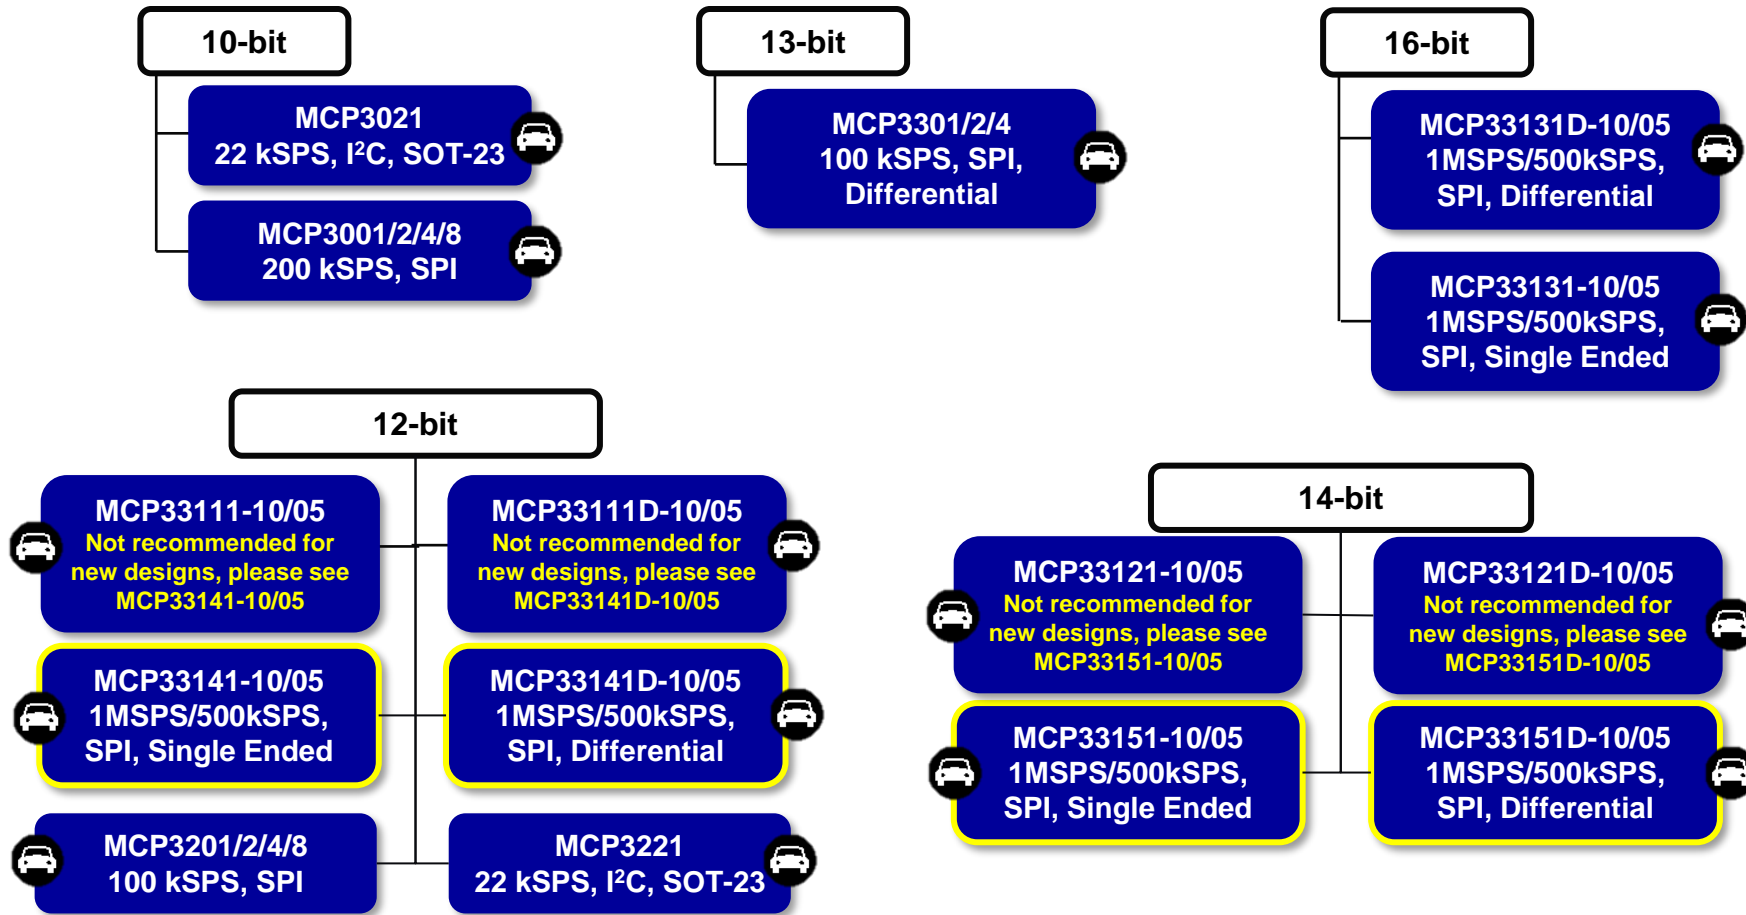 10-bit
MCP3021
22 kSPS, I²C, SOT-23
MCP3001/2/4/8
200 kSPS, SPI
13-bit
MCP3301/2/4
100 kSPS, SPI,
Differential
16-bit
MCP33131D-10/05
1MSPS/500kSPS,
SPI, Differential
MCP33131-10/05
1MSPS/500kSPS,
SPI, Single Ended
12-bit
MCP33111-10/05
Not recommended for
new designs, please see
MCP33141-10/05
MCP33111D-10/05
Not recommended for
new designs, please see
MCP33141D-10/05
MCP33141-10/05
1MSPS/500kSPS,
SPI, Single Ended
MCP33141D-10/05
1MSPS/500kSPS,
SPI, Differential
MCP3201/2/4/8
100 kSPS, SPI
MCP3221
22 kSPS, I²C, SOT-23
14-bit
MCP33121-10/05
Not recommended for
new designs, please see
MCP33151-10/05
MCP33121D-10/05
Not recommended for
new designs, please see
MCP33151D-10/05
MCP33151-10/05
1MSPS/500kSPS,
SPI, Single Ended
MCP33151D-10/05
1MSPS/500kSPS,
SPI, Differential